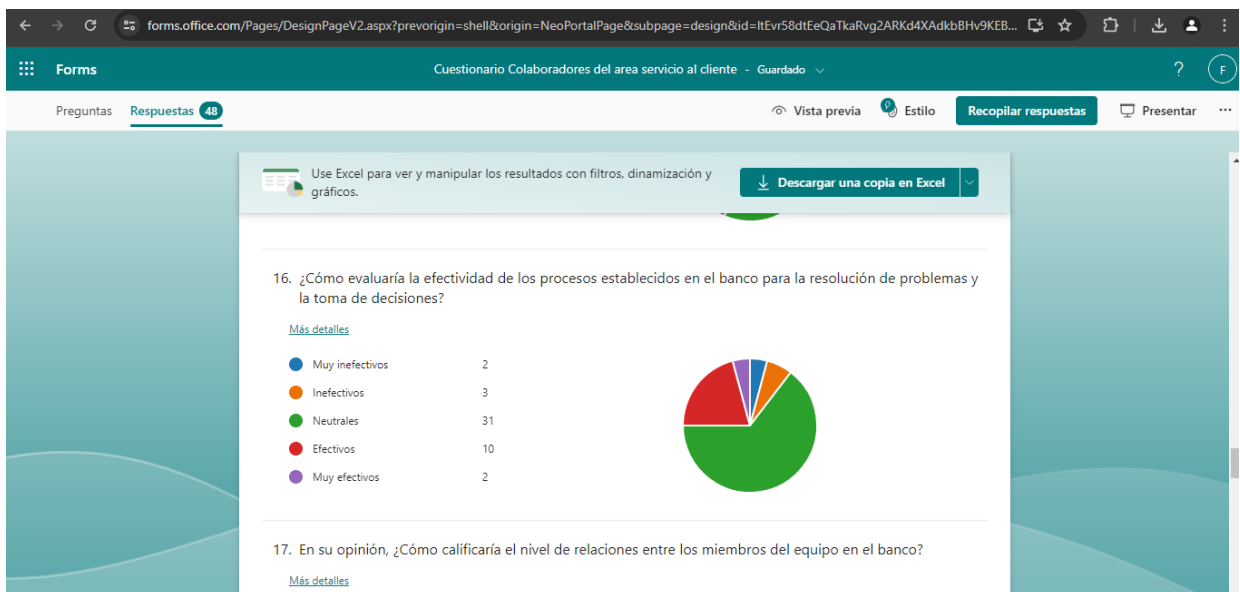 forms.office.com/Pages/DesignPageV2.aspx?prevorigin=shell&origin=NeoPortalPage&subpage=design&id=ItEvr58dtEeQaTkaRvg2ARKd4XAdkbBHv9KEB...
Forms
Cuestionario Colaboradores del area servicio al cliente - Guardado
?
F
Preguntas
Respuestas 48
Vista previa
Estilo
Recopilar respuestas
Presentar
...
Use Excel para ver y manipular los resultados con filtros, dinamización y
gráficos.
Descargar una copia en Excel
16. ¿Cómo evaluaría la efectividad de los procesos establecidos en el banco para la resolución de problemas y
la toma de decisiones?
Más detalles
Muy inefectivos 2
Inefectivos 3
Neutrales 31
Efectivos 10
Muy efectivos 2
17. En su opinión, ¿Cómo calificaría el nivel de relaciones entre los miembros del equipo en el banco?
Más detalles